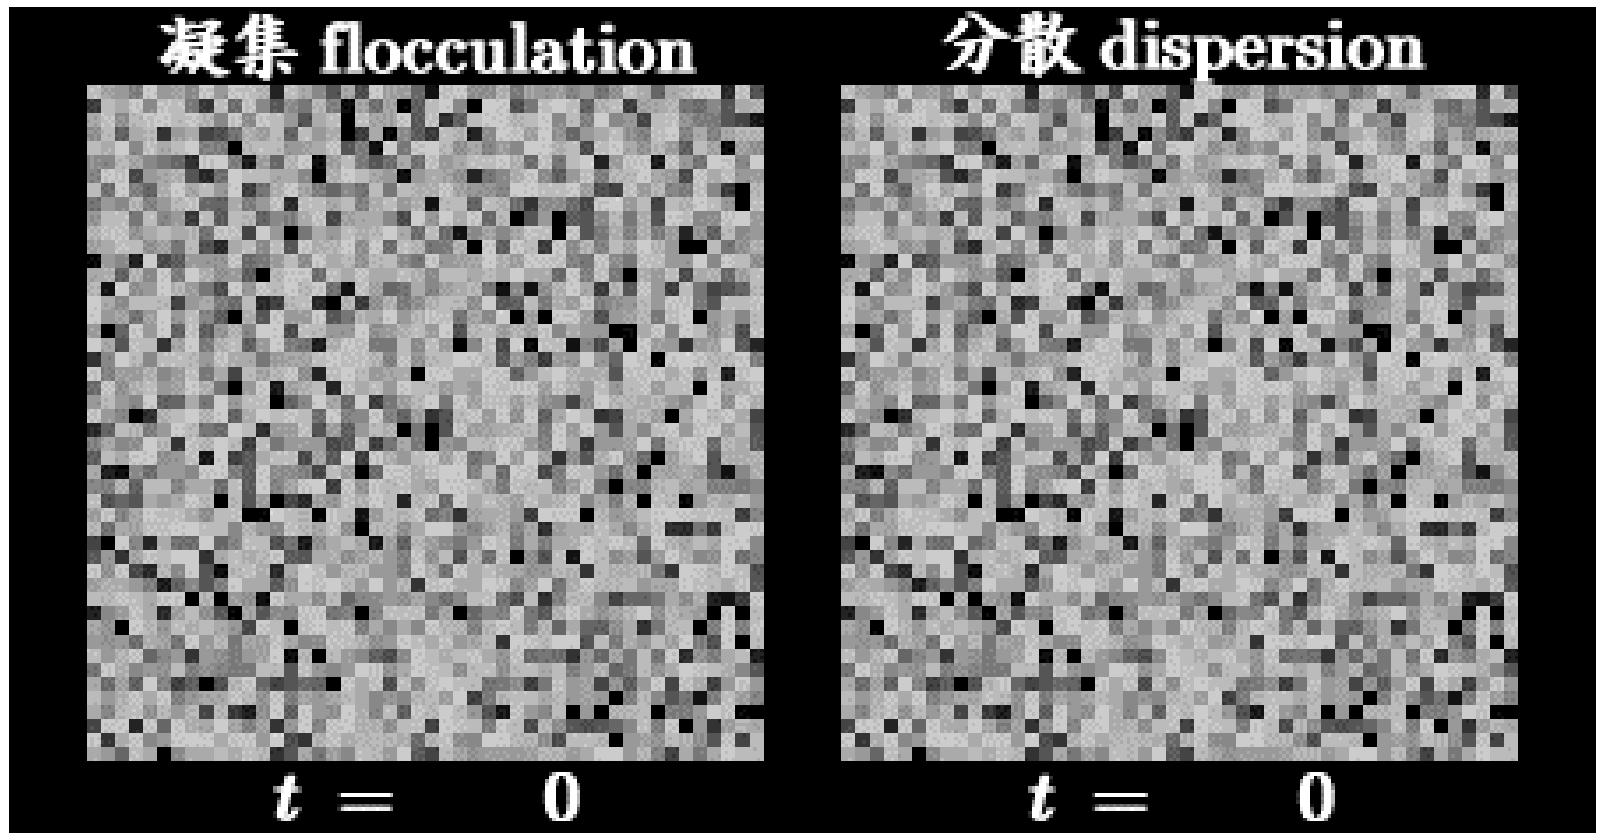 凝集 flocculation
分散 dispersion
t = 0
t = 0